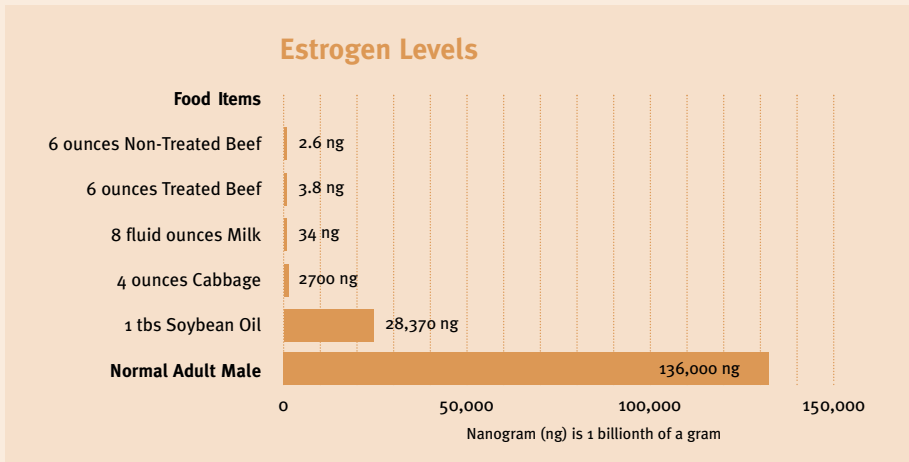 Estrogen Levels
Food Items
6 ounces Non-Treated Beef 2.6 ng
6 ounces Treated Beef 3.8 ng
8 fluid ounces Milk 34 ng
4 ounces Cabbage 2700 ng
1 tbs Soybean Oil 28,370 ng
Normal Adult Male 136,000 ng
0 50,000 100,000 150,000
Nanogram (ng) is 1 billionth of a gram